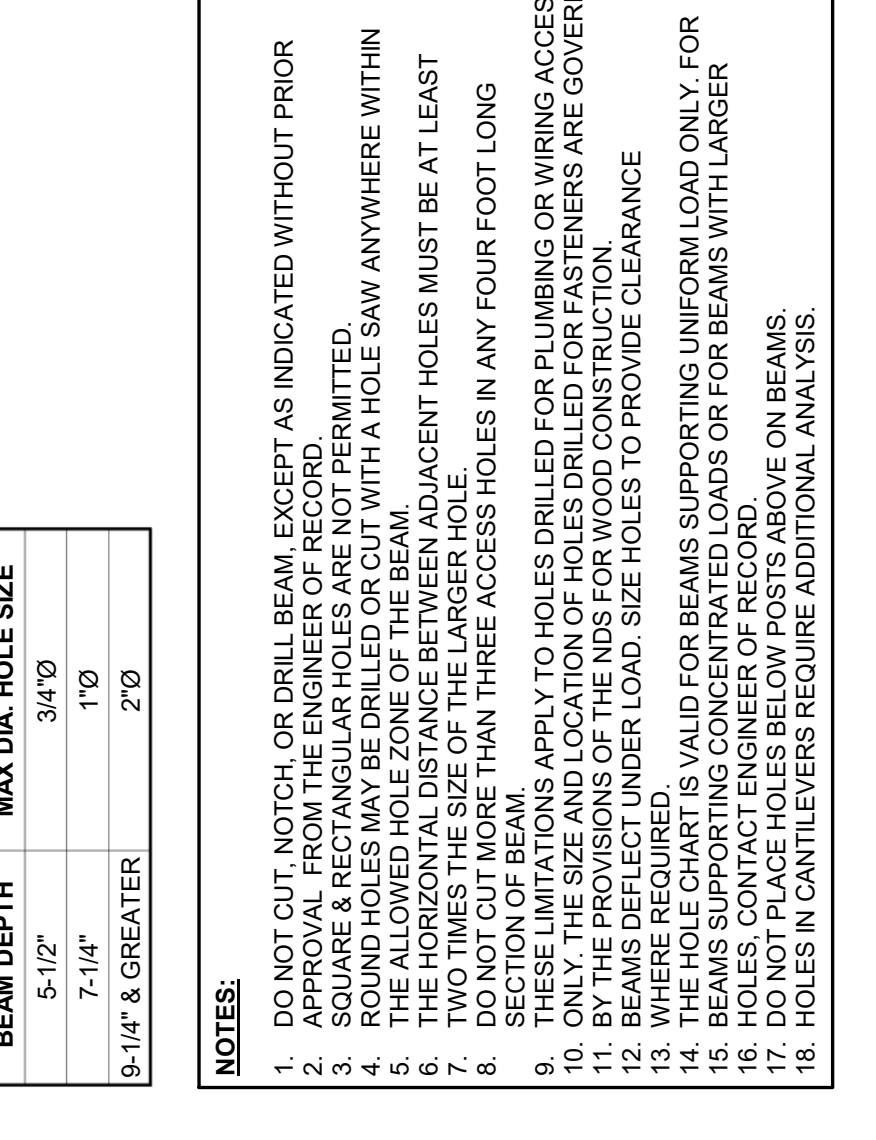 BEAM DEPTH MAX DIA. HOLE SIZE
5-1/2" 3/4"Ø
7-1/4" 1"Ø
9-1/4" & GREATER 2"Ø
NOTES:
1. DO NOT CUT, NOTCH, OR DRILL BEAM, EXCEPT AS INDICATED WITHOUT PRIOR
2. APPROVAL FROM THE ENGINEER OF RECORD.
3. SQUARE & RECTANGULAR HOLES ARE NOT PERMITTED.
4. ROUND HOLES MAY BE DRILLED OR CUT WITH A HOLE SAW ANYWHERE WITHIN
5. THE ALLOWED HOLE ZONE OF THE BEAM.
6. THE HORIZONTAL DISTANCE BETWEEN ADJACENT HOLES MUST BE AT LEAST
7. TWO TIMES THE SIZE OF THE LARGER HOLE.
8. DO NOT CUT MORE THAN THREE ACCESS HOLES IN ANY FOUR FOOT LONG
SECTION OF BEAM.
9. THESE LIMITATIONS APPLY TO HOLES DRILLED FOR PLUMBING OR WIRING
10. ONLY. THE SIZE AND LOCATION OF HOLES DRILLED FOR FASTENERS ARE
11. BY THE PROVISIONS OF THE NDS FOR WOOD CONSTRUCTION.
12. BEAMS DEFLECT UNDER LOAD. SIZE HOLES TO PROVIDE CLEARANCE
13. WHERE REQUIRED.
14. THE HOLE CHART IS VALID FOR BEAMS SUPPORTING UNIFORM LOAD ONLY. FOR
15. BEAMS SUPPORTING CONCENTRATED LOADS OR FOR BEAMS WITH LARGER
16. HOLES, CONTACT ENGINEER OF RECORD.
17. DO NOT PLACE HOLES BELOW POSTS ABOVE ON BEAMS.
18. HOLES IN CANTILEVERS REQUIRE ADDITIONAL ANALYSIS.